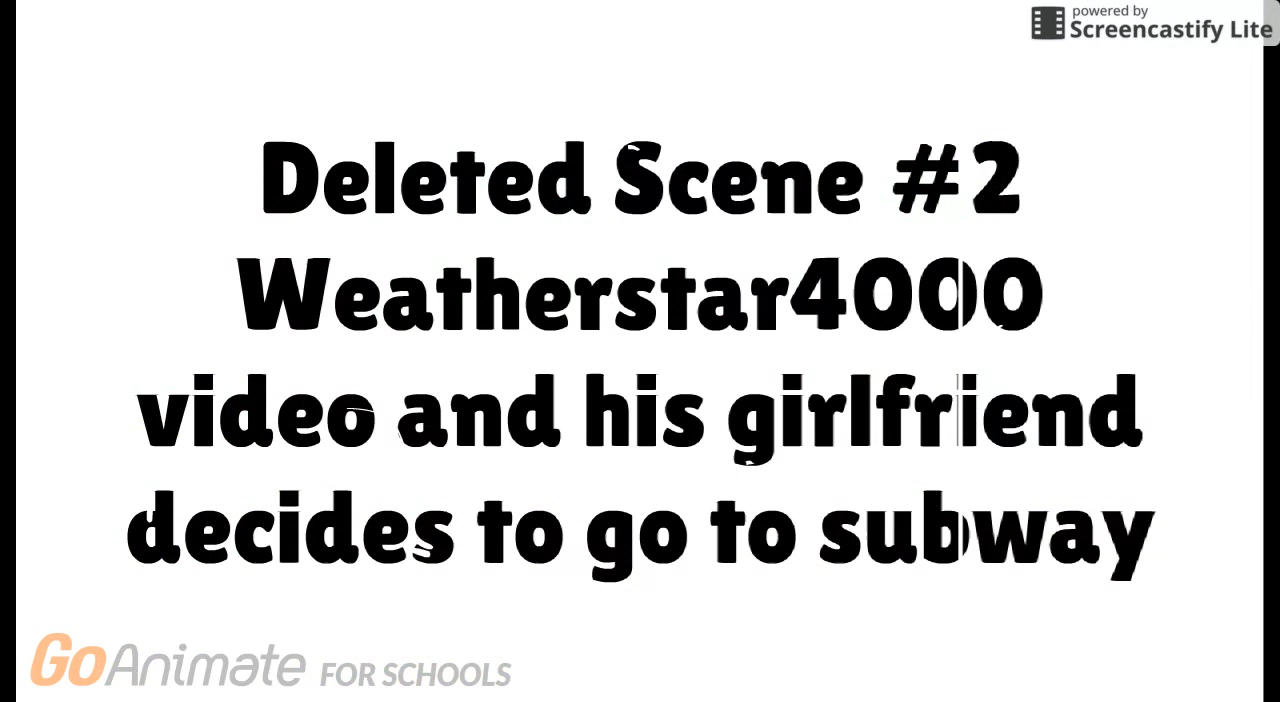 powered by
Screencastify Lite
Deleted Scene #2
Weatherstar4000
video and his girlfriend
decides to go to subway
GoAnimate FOR SCHOOLS